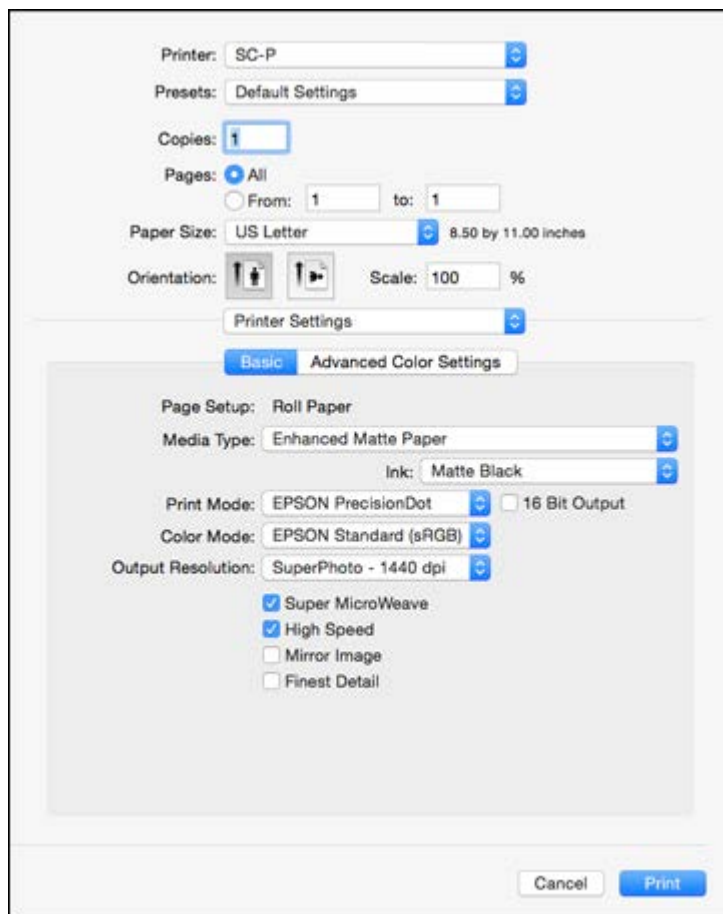 Printer: SC-P
Presets: Default Settings
Copies: 1
Pages: All
From: 1 to: 1
Paper Size: US Letter 8.50 by 11.00 inches
Orientation: Scale: 100 %
Printer Settings
Basic Advanced Color Settings
Page Setup: Roll Paper
Media Type: Enhanced Matte Paper
Ink: Matte Black
Print Mode: EPSON PrecisionDot 16 Bit Output
Color Mode: EPSON Standard (sRGB)
Output Resolution: SuperPhoto - 1440 dpi
Super MicroWeave
High Speed
Mirror Image
Finest Detail
Cancel Print